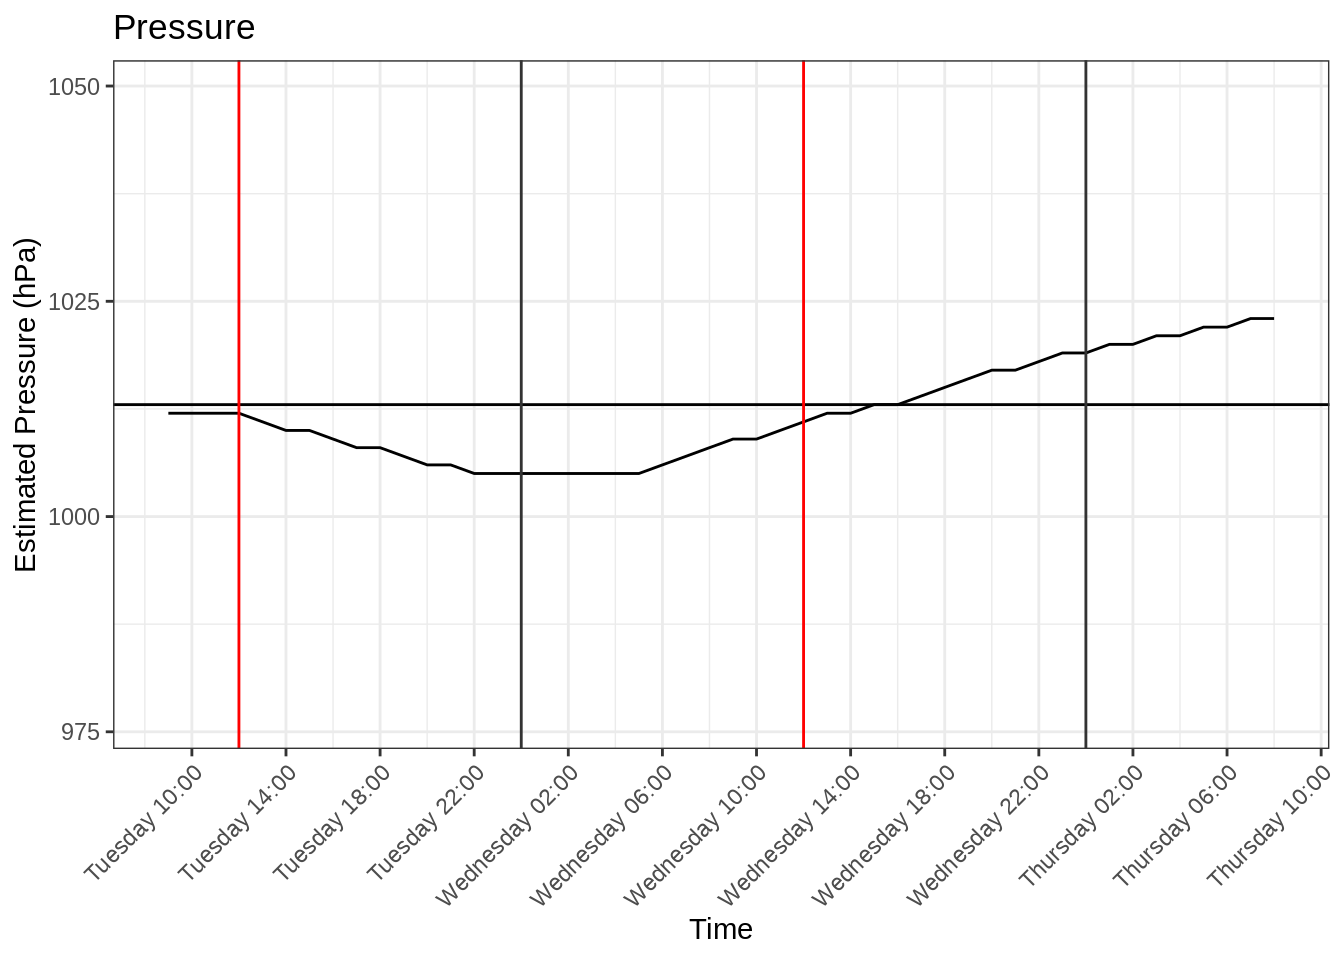 Pressure
Estimated Pressure (hPa)
1050
1025
1000
975
Tuesday 10:00
Tuesday 14:00
Tuesday 18:00
Tuesday 22:00
Wednesday 02:00
Wednesday 06:00
Wednesday 10:00
Wednesday 14:00
Wednesday 18:00
Wednesday 22:00
Thursday 02:00
Thursday 06:00
Thursday 10:00
Time